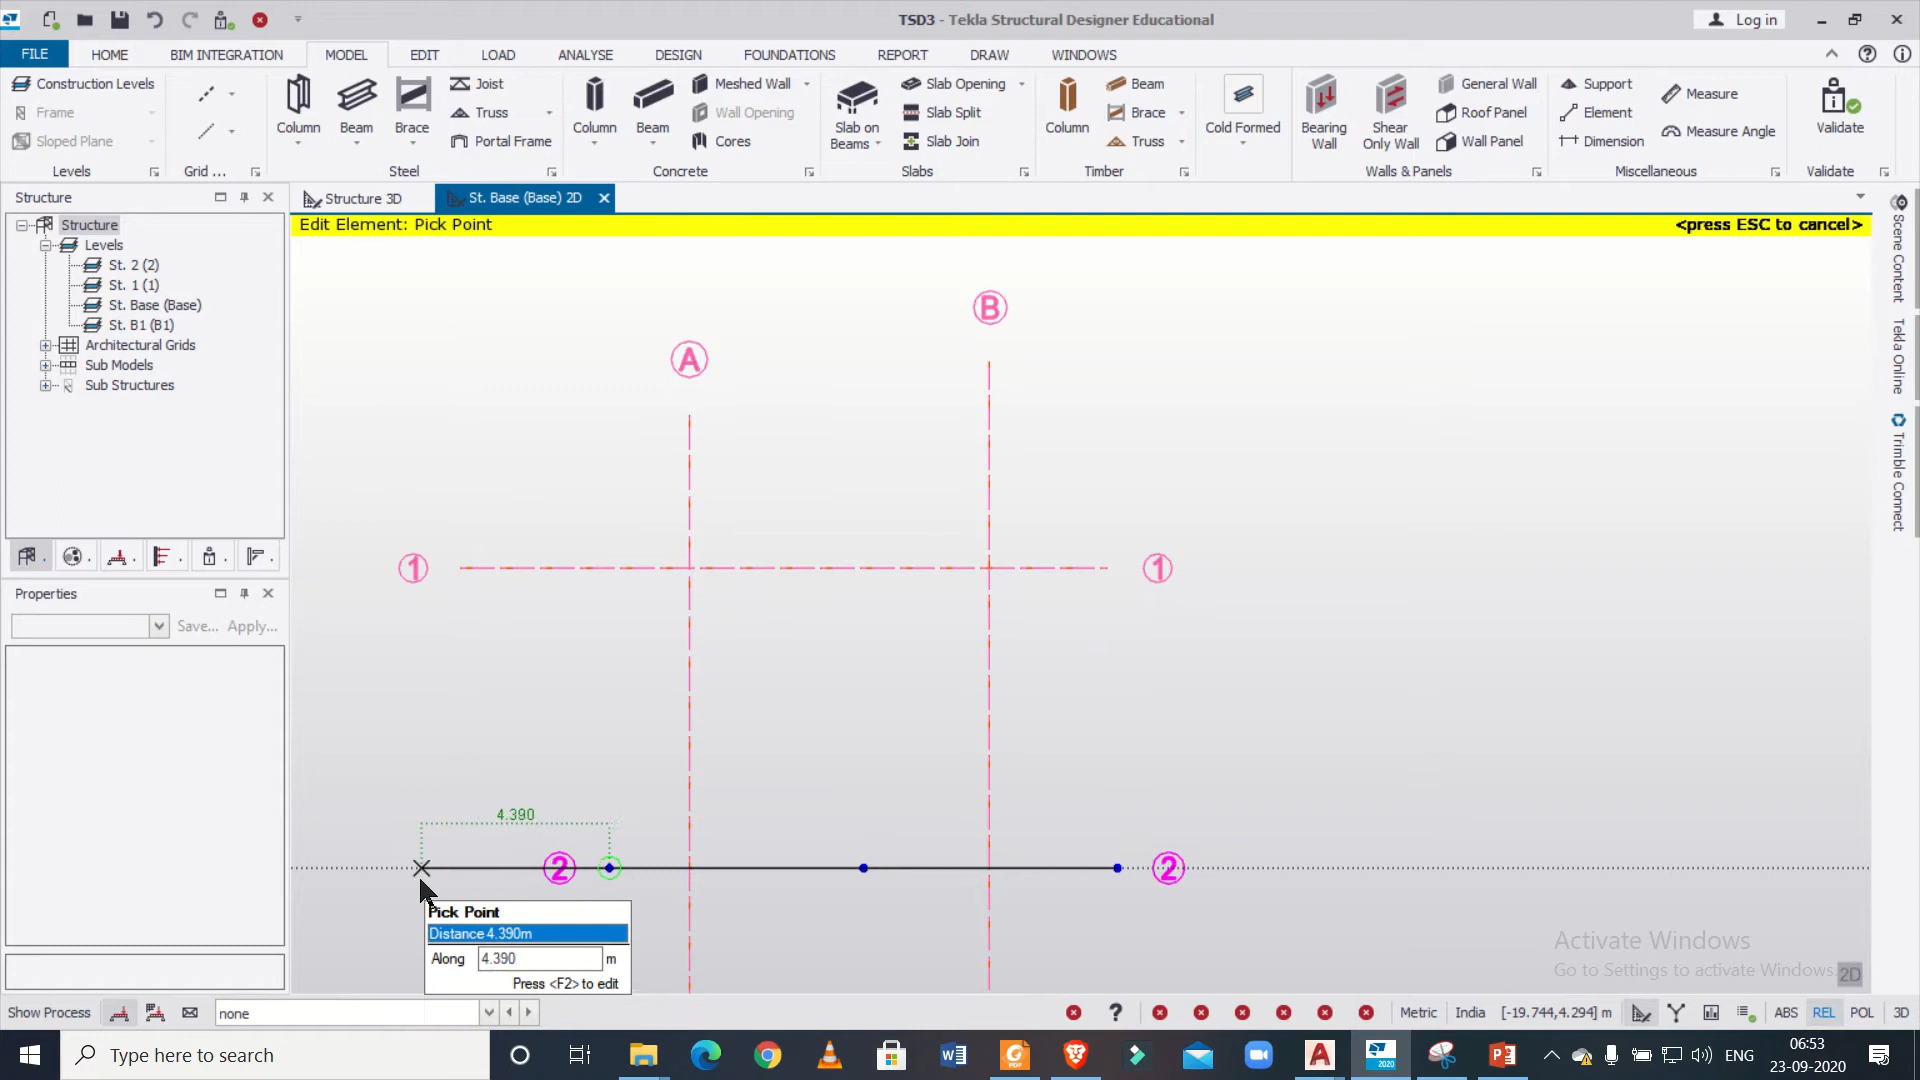 TSD3 - Tekla Structural Designer Educational
Log in
FILE HOME BIM INTEGRATION MODEL EDIT LOAD ANALYSE DESIGN FOUNDATIONS REPORT DRAW WINDOWS
Construction Levels
Frame
Sloped Plane
Levels
Grid ...
Column
Beam
Brace
Joist
Truss
Portal Frame
Steel
Column
Beam
Meshed Wall
Wall Opening
Cores
Concrete
Slab on
Beams
Slab Opening
Slab Split
Slab Join
Slabs
Column
Beam
Brace
Truss
Timber
Cold Formed
Bearing
Wall
Shear
Only Wall
General Wall
Roof Panel
Wall Panel
Walls & Panels
Support
Element
Dimension
Miscellaneous
Measure
Measure Angle
Validate
Validate
Structure
Structure
Levels
St. 2 (2)
St. 1 (1)
St. Base (Base)
St. B1 (B1)
Architectural Grids
Sub Models
Sub Structures
Properties
Save... Apply...
Structure 3D
St. Base (Base) 2D
Edit Element: Pick Point
<press ESC to cancel>
A
B
1
1
4.390
2
2
Pick Point
Distance 4.390m
Along 4.390 m
Press <F2> to edit
Activate Windows
Go to Settings to activate Windows.
2D
Scene Content
Tekla Online
Trimble Connect
Show Process
none
Metric India [-19.744,4.294] m
ABS REL POL 3D
Type here to search
2020
ENG
06:53
23-09-2020